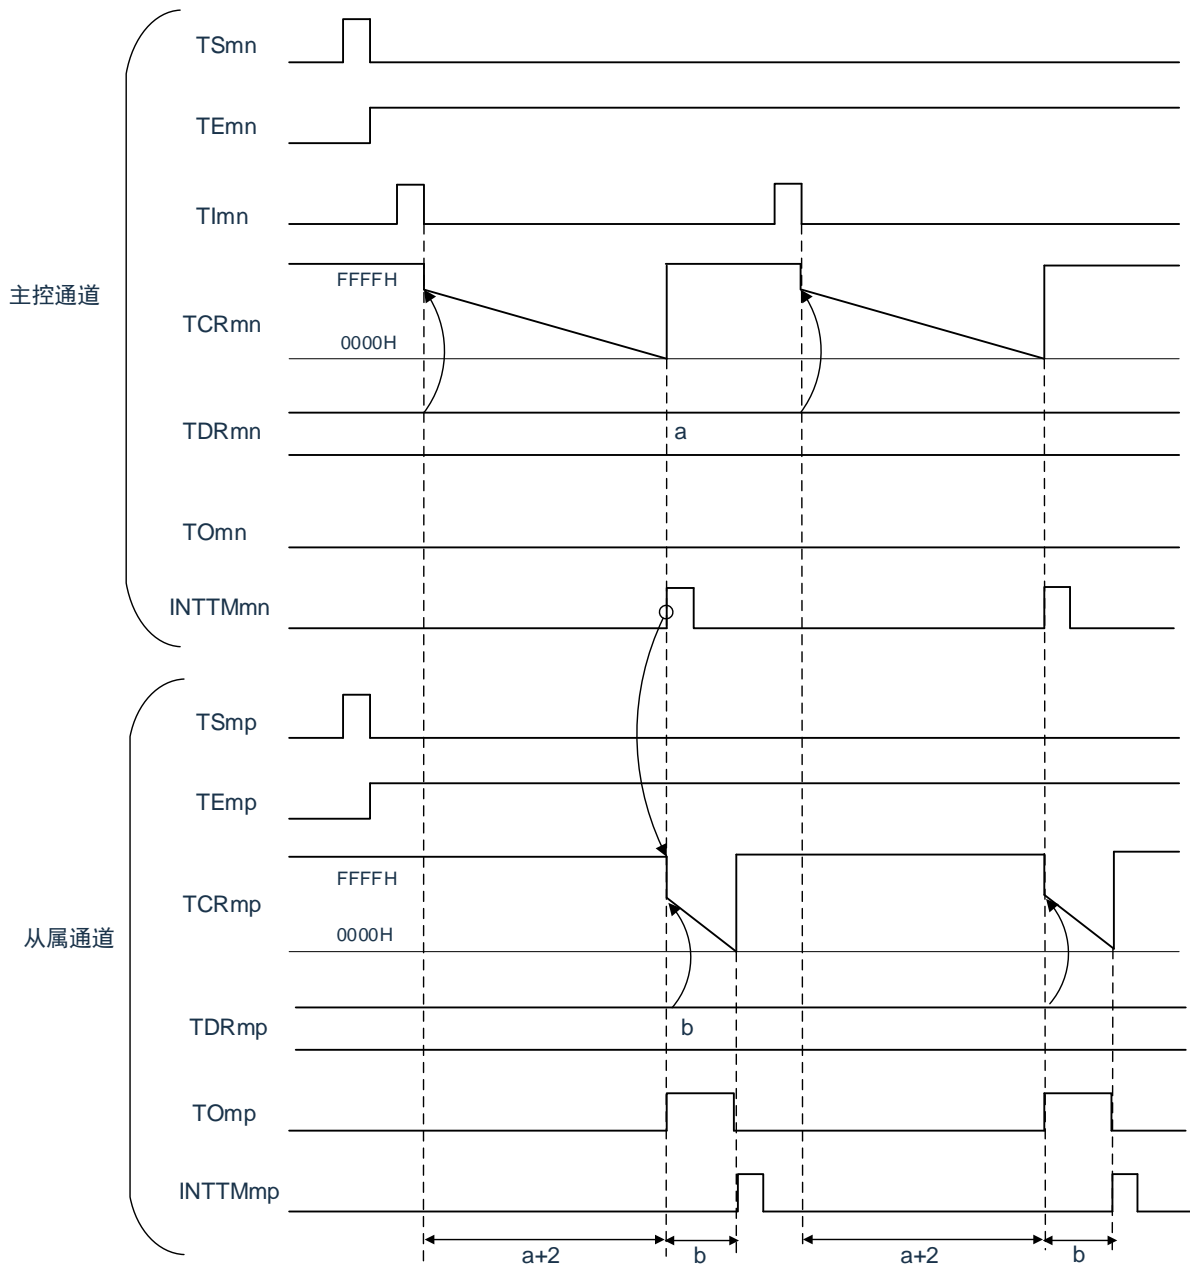 TSmn
TEmn
TImn
主控通道
FFFFH
TCRmn
0000H
TDRmn
a
TOmn
INTTMmn
TSmp
TEmp
FFFFH
TCRmp
从属通道
0000H
TDRmp
b
TOmp
INTTMmp
a+2 b a+2 b